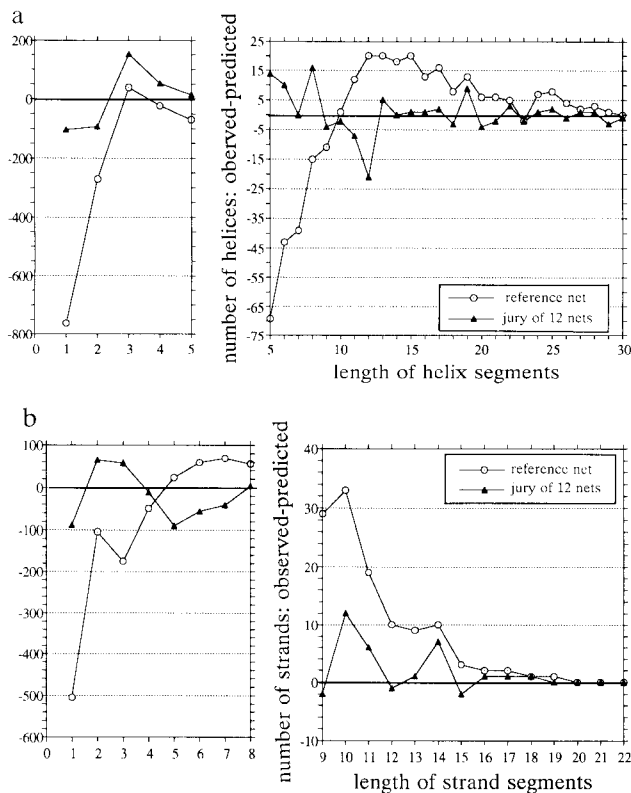 a
200
0
-200
-400
-600
-800
0 1 2 3 4 5
number of helices: oberved-predicted
25
15
5
-5
-15
-25
-35
-45
-55
-65
-75
reference net
jury of 12 nets
5 10 15 20 25 30
length of helix segments
b
100
0
-100
-200
-300
-400
-500
-600
0 1 2 3 4 5 6 7 8
number of strands: observed-predicted
40
30
20
10
0
-10
reference net
jury of 12 nets
9 10 11 12 13 14 15 16 17 18 19 20 21 22
length of strand segments